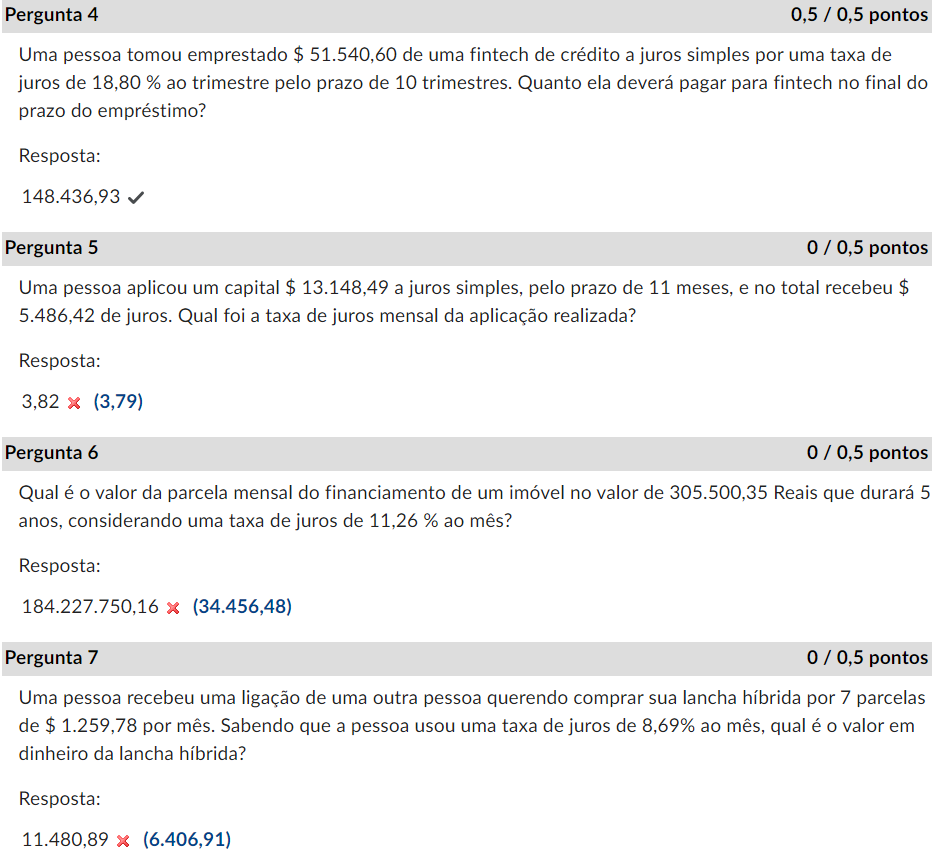 Pergunta 4 0,5 / 0,5 pontos
Uma pessoa tomou emprestado $ 51.540,60 de uma fintech de crédito a juros simples por uma taxa de
juros de 18,80 % ao trimestre pelo prazo de 10 trimestres. Quanto ela deverá pagar para fintech no final do
prazo do empréstimo?
Resposta:
148.436,93
Pergunta 5 0 / 0,5 pontos
Uma pessoa aplicou um capital $ 13.148,49 a juros simples, pelo prazo de 11 meses, e no total recebeu $
5.486,42 de juros. Qual foi a taxa de juros mensal da aplicação realizada?
Resposta:
3,82 (3,79)
Pergunta 6 0 / 0,5 pontos
Qual é o valor da parcela mensal do financiamento de um imóvel no valor de 305.500,35 Reais que durará 5
anos, considerando uma taxa de juros de 11,26 % ao mês?
Resposta:
184.227.750,16 (34.456,48)
Pergunta 7 0 / 0,5 pontos
Uma pessoa recebeu uma ligação de uma outra pessoa querendo comprar sua lancha híbrida por 7 parcelas
de $ 1.259,78 por mês. Sabendo que a pessoa usou uma taxa de juros de 8,69% ao mês, qual é o valor em
dinheiro da lancha híbrida?
Resposta:
11.480,89 (6.406,91)